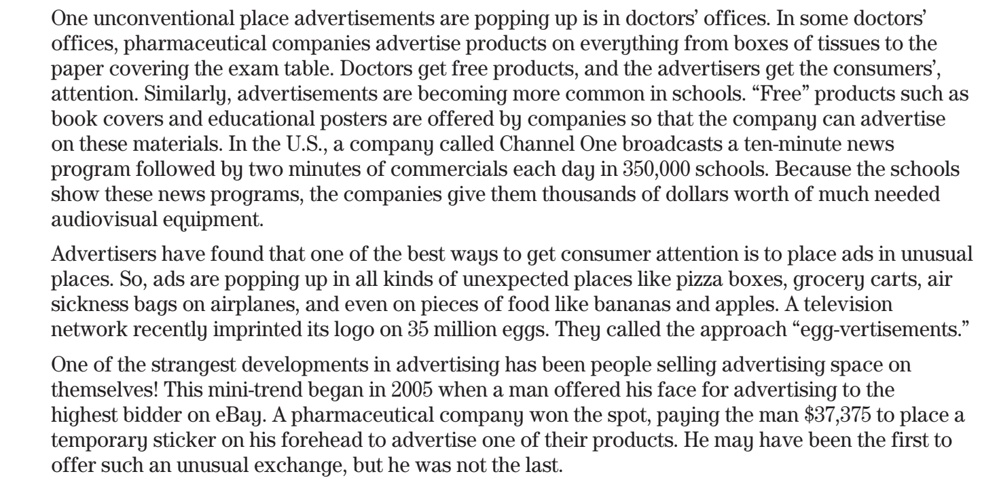 One unconventional place advertisements are popping up is in doctors’ offices. In some doctors’
offices, pharmaceutical companies advertise products on everything from boxes of tissues to the
paper covering the exam table. Doctors get free products, and the advertisers get the consumers’,
attention. Similarly, advertisements are becoming more common in schools. “Free” products such as
book covers and educational posters are offered by companies so that the company can advertise
on these materials. In the U.S., a company called Channel One broadcasts a ten-minute news
program followed by two minutes of commercials each day in 350,000 schools. Because the schools
show these news programs, the companies give them thousands of dollars worth of much needed
audiovisual equipment.
Advertisers have found that one of the best ways to get consumer attention is to place ads in unusual
places. So, ads are popping up in all kinds of unexpected places like pizza boxes, grocery carts, air
sickness bags on airplanes, and even on pieces of food like bananas and apples. A television
network recently imprinted its logo on 35 million eggs. They called the approach “egg-vertisements.”
One of the strangest developments in advertising has been people selling advertising space on
themselves! This mini-trend began in 2005 when a man offered his face for advertising to the
highest bidder on eBay. A pharmaceutical company won the spot, paying the man $37,375 to place a
temporary sticker on his forehead to advertise one of their products. He may have been the first to
offer such an unusual exchange, but he was not the last.